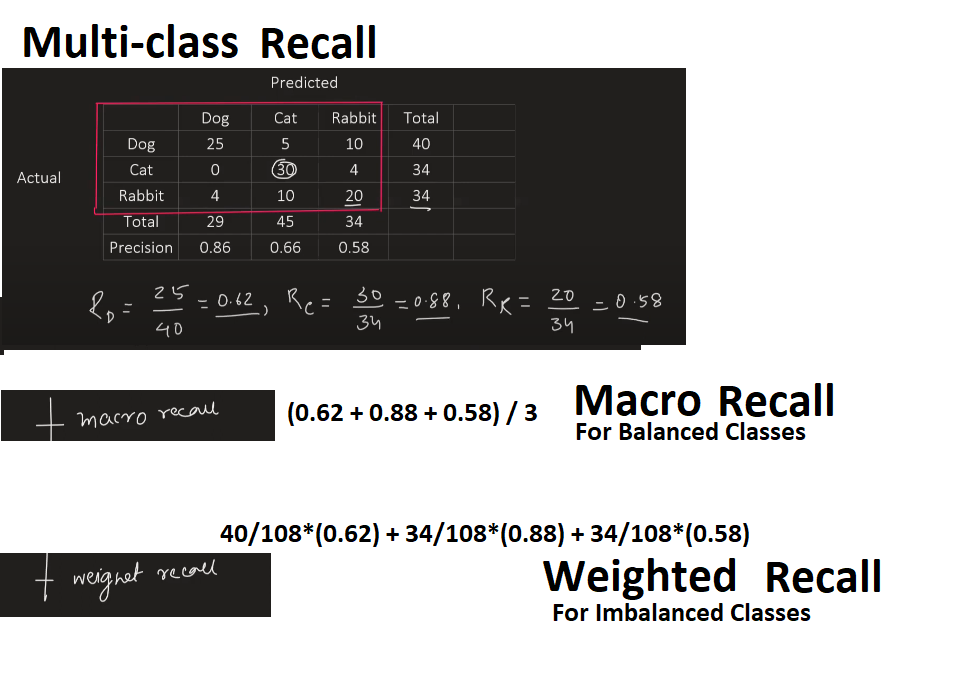 Multi-class Recall
Predicted
Dog Cat Rabbit Total
Dog 25 5 10 40
Actual
Cat 0 30 4 34
Rabbit 4 10 20 34
Total 29 45 34
Precision 0.86 0.66 0.58
R_D = 25/40 = 0.62, R_C = 30/34 = 0.88, R_R = 20/34 = 0.58
macro recall (0.62 + 0.88 + 0.58) / 3 Macro Recall
For Balanced Classes
40/108*(0.62) + 34/108*(0.88) + 34/108*(0.58)
weighet recall Weighted Recall
For Imbalanced Classes